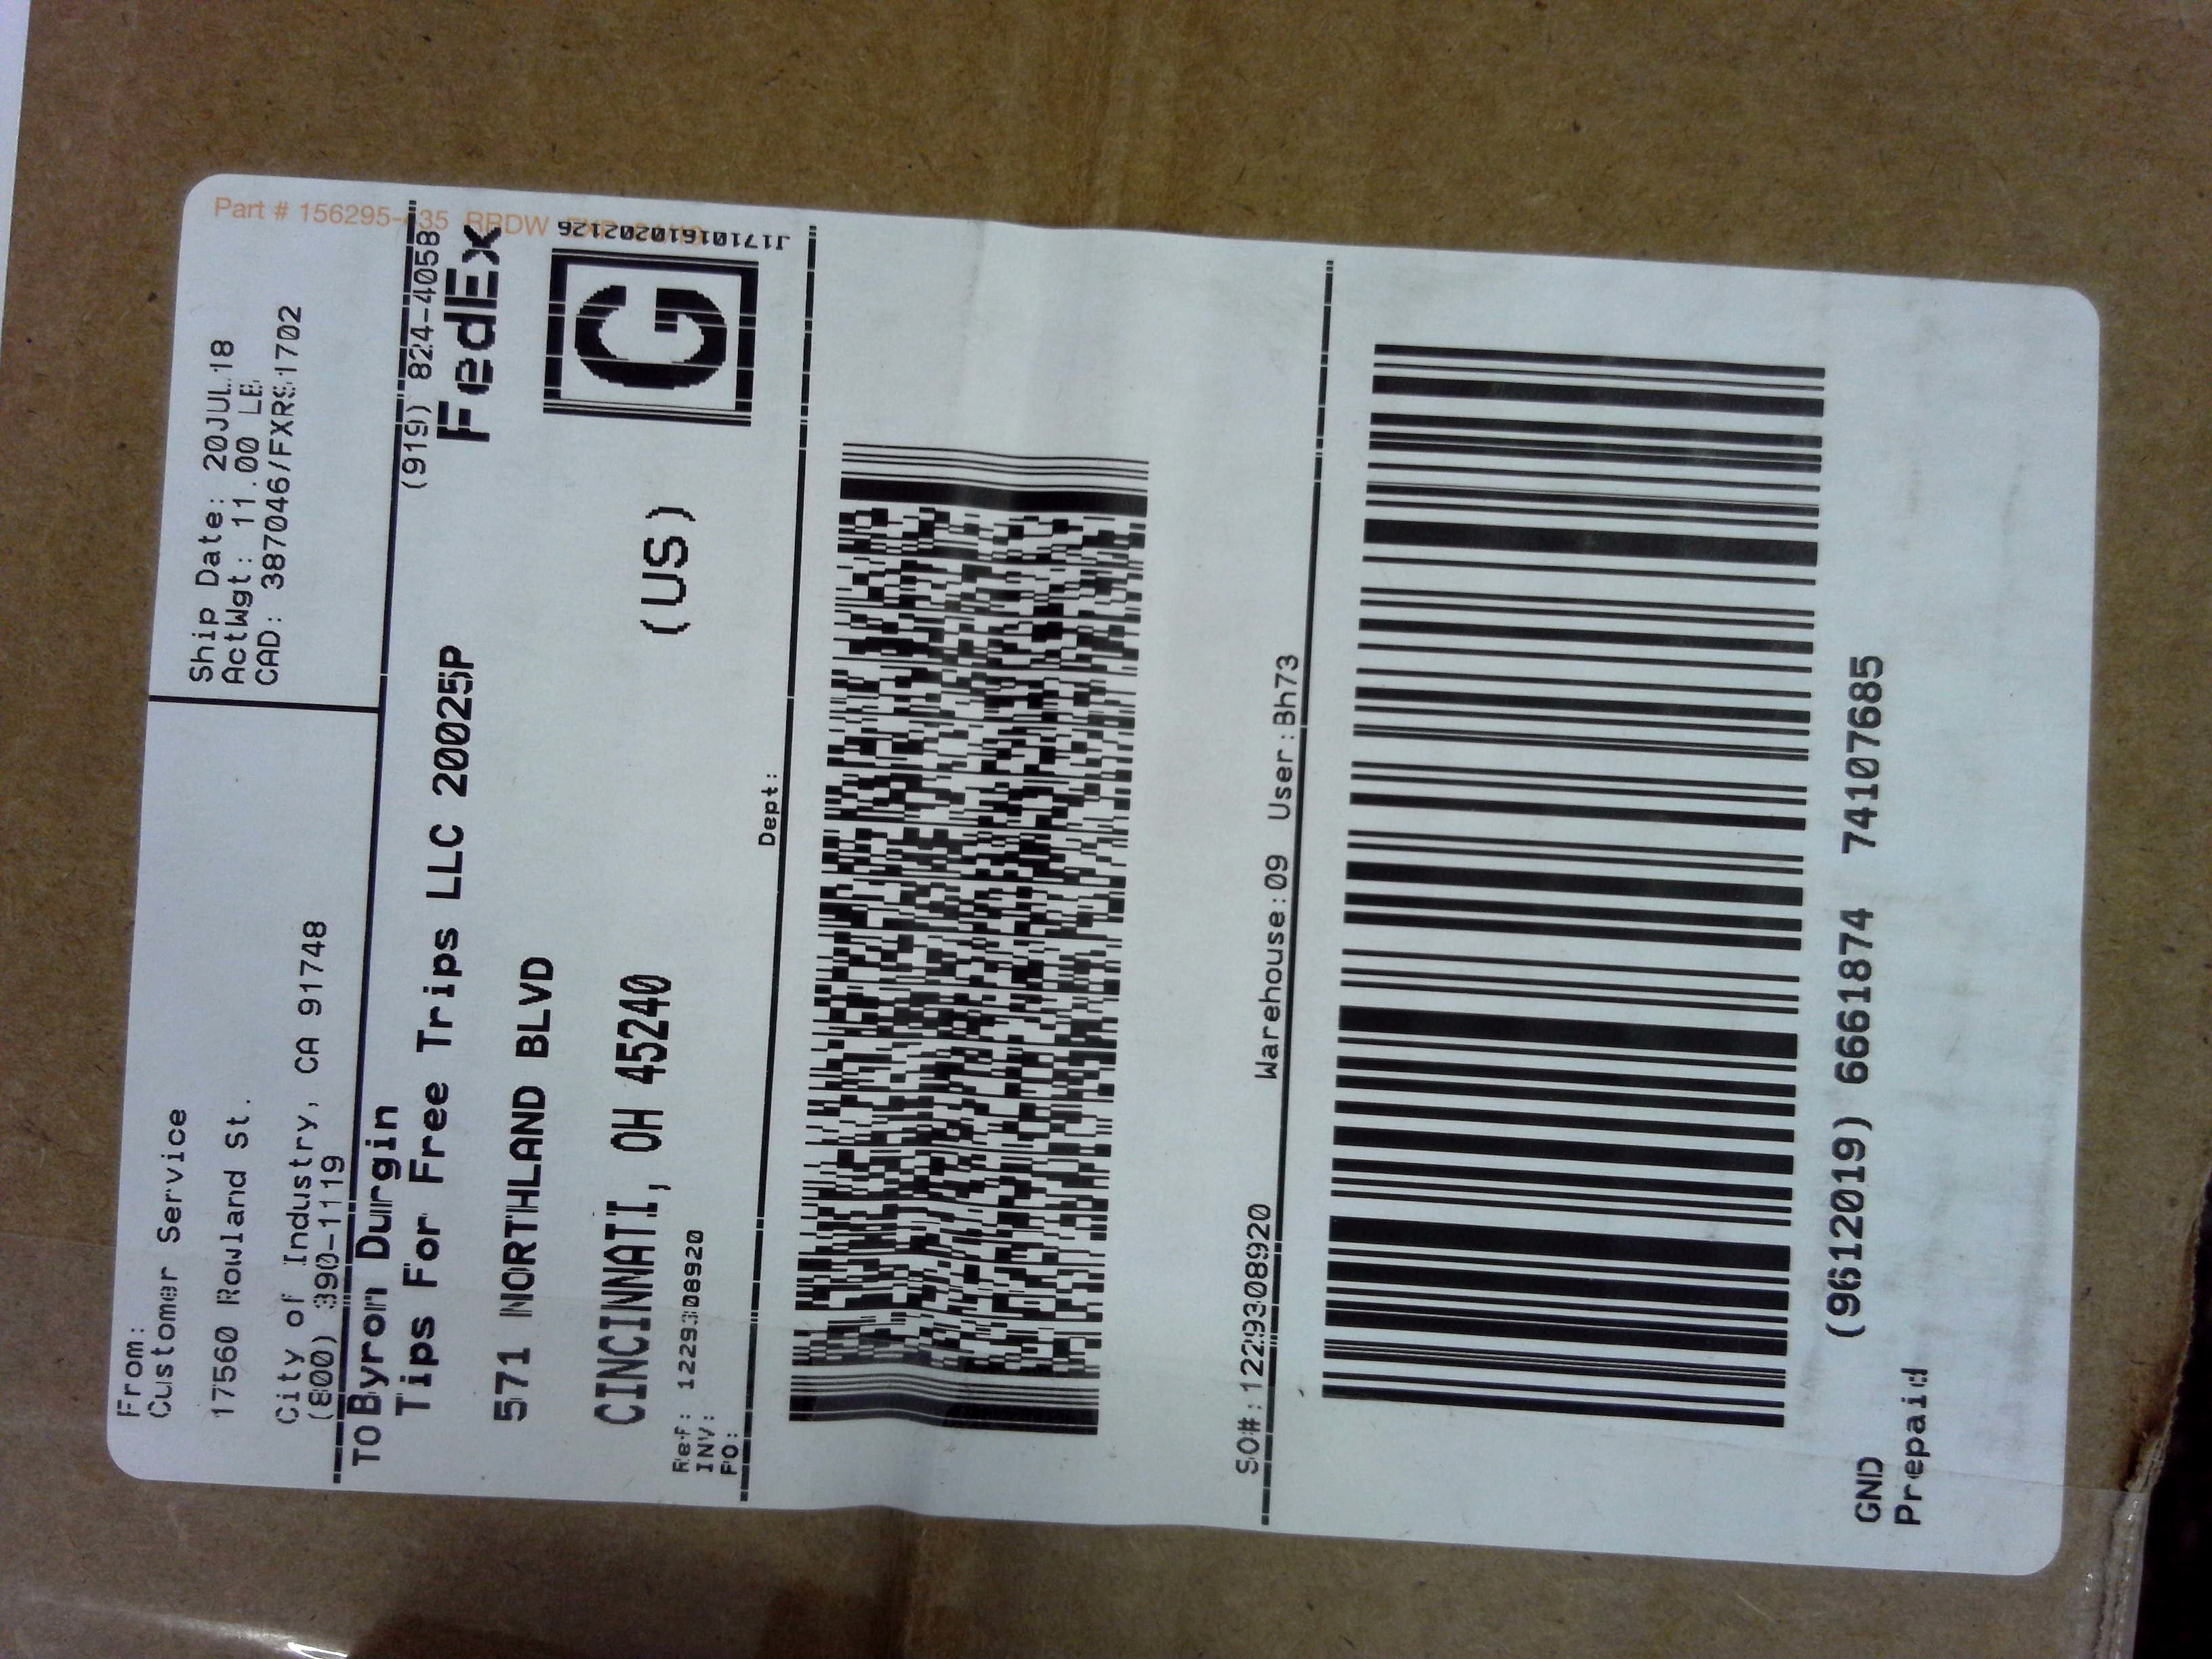 Part # 156295-435 RRDW
From:
Customer Service
17560 Rowland St.
City of Industry, CA 91748
(800) 390-1119
Ship Date: 20JUL18
ActWgt: 11.00 LB
CAD: 387046/FXRS1702
TO Byron Durgin
(919) 824-4058
Tips For Free Trips LLC 20025P
FedEx
571 NORTHLAND BLVD
G
CINCINNATI, OH 45240
(US)
J17101610202126
Ref: 1229308920
INV:
PO:
Dept:
SO#:1229308920 Warehouse:09 User:Bh73
GND
Prepaid
(9612019) 6661874 74107685